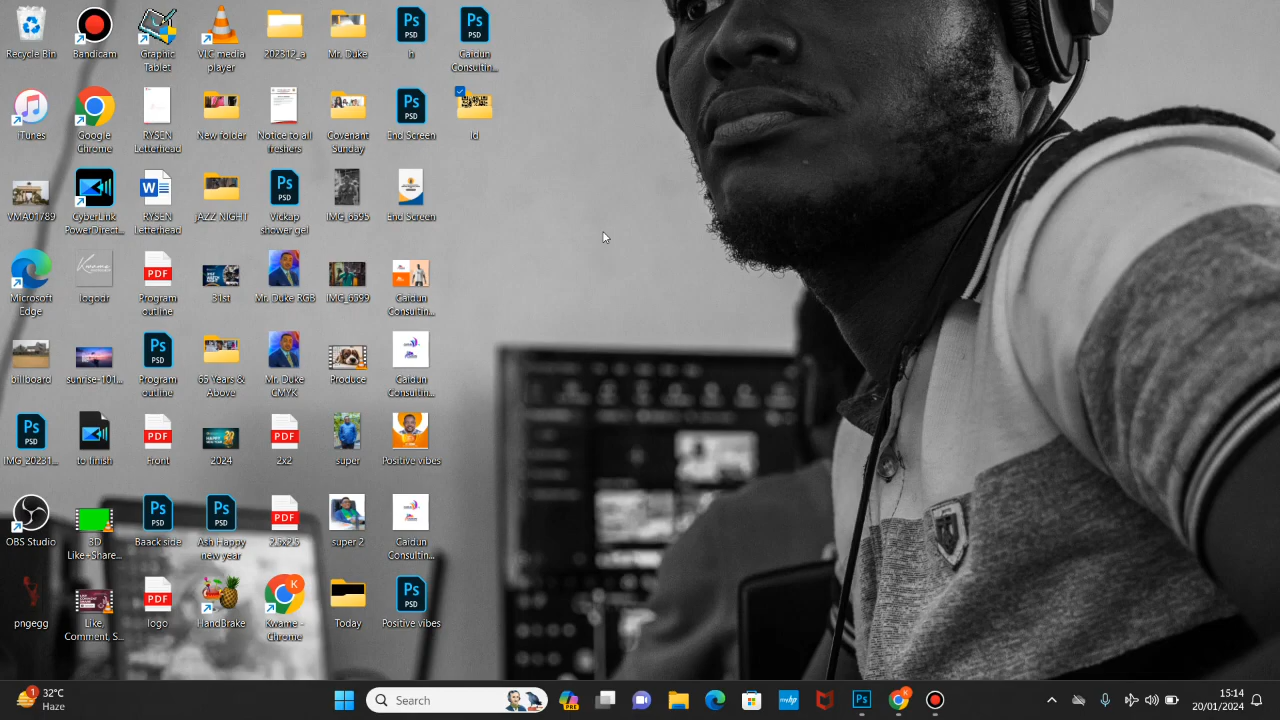 Recycle Bin
Bandicam
Graphic
Tablet
VLC media
player
202312_a
Mr. Duke
h
Caidun
Consultin...
iTunes
Google
Chrome
RYSEN
Letterhead
New folder
Notice to all
freshers
Covenant
Sunday
End Screen
Id
VMA01789
CyberLink
PowerDirect...
RYSEN
Letterhead
JAZZ NIGHT
Vickap
shower gel
IMG_6595
End Screen
Microsoft
Edge
logodr
Program
outline
31st
Mr. Duke RGB
IMG_6599
Caidun
Consultin...
billboard
sunrise-101...
Program
outline
65 Years &
Above
Mr. Duke
CMYK
Produce
Caidun
Consultin...
IMG_20231...
to finish
Front
2024
2x2
super
Positive vibes
OBS Studio
3D
Like+Share...
Baack side
Ash Happy
new year
2.5x2.5
super 2
Caidun
Consultin...
pngegg
Like,
Comment, S...
logo
HandBrake
Kwame -
Chrome
Today
Positive vibes
1
32°C
Haze
Search
15:14
20/01/2024